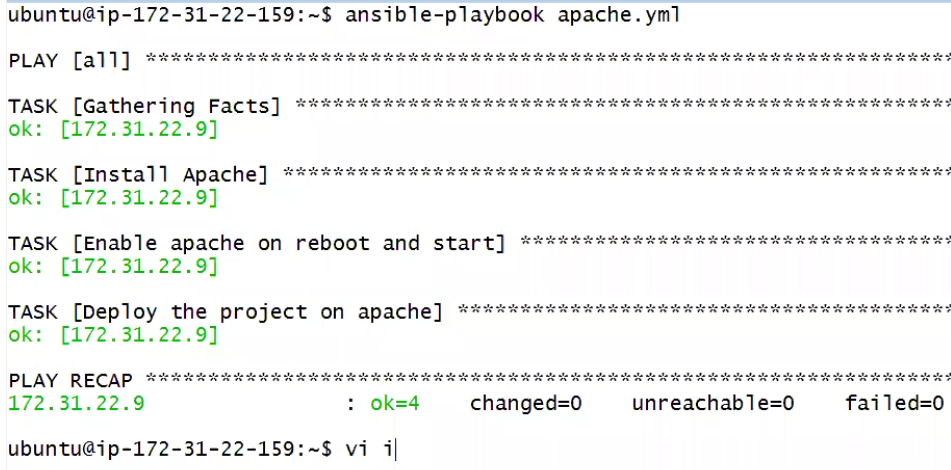 ubuntu@ip-172-31-22-159:~$ ansible-playbook apache.yml
PLAY [all] ****************************************************************
TASK [Gathering Facts] ****************************************************
ok: [172.31.22.9]
TASK [Install Apache] *****************************************************
ok: [172.31.22.9]
TASK [Enable apache on reboot and start] **********************************
ok: [172.31.22.9]
TASK [Deploy the project on apache] ***************************************
ok: [172.31.22.9]
PLAY RECAP ****************************************************************
172.31.22.9 : ok=4 changed=0 unreachable=0 failed=0
ubuntu@ip-172-31-22-159:~$ vi i